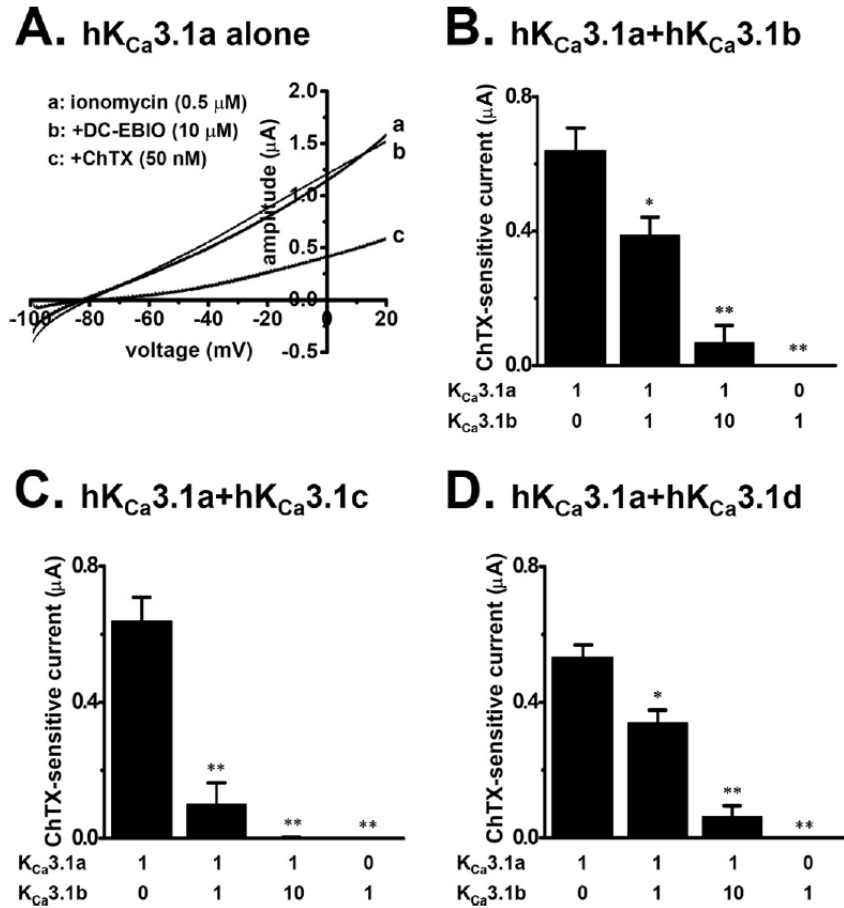 A. hKCa3.1a alone
a: ionomycin (0.5 μM)
b: +DC-EBIO (10 μM)
c: +ChTX (50 nM)
amplitude (μA)
2.0
1.5
1.0
0.5
0.0
-0.5
-100 -80 -60 -40 -20 0 20
voltage (mV)
a
b
c
B. hKCa3.1a+hKCa3.1b
ChTX-sensitive current (μA)
0.8
0.4
0.0
*
**
**
KCa3.1a 1 1 1 0
KCa3.1b 0 1 10 1
C. hKCa3.1a+hKCa3.1c
ChTX-sensitive current (μA)
0.8
0.4
0.0
**
**
**
KCa3.1a 1 1 1 0
KCa3.1b 0 1 10 1
D. hKCa3.1a+hKCa3.1d
ChTX-sensitive current (μA)
0.8
0.4
0.0
*
**
**
KCa3.1a 1 1 1 0
KCa3.1b 0 1 10 1